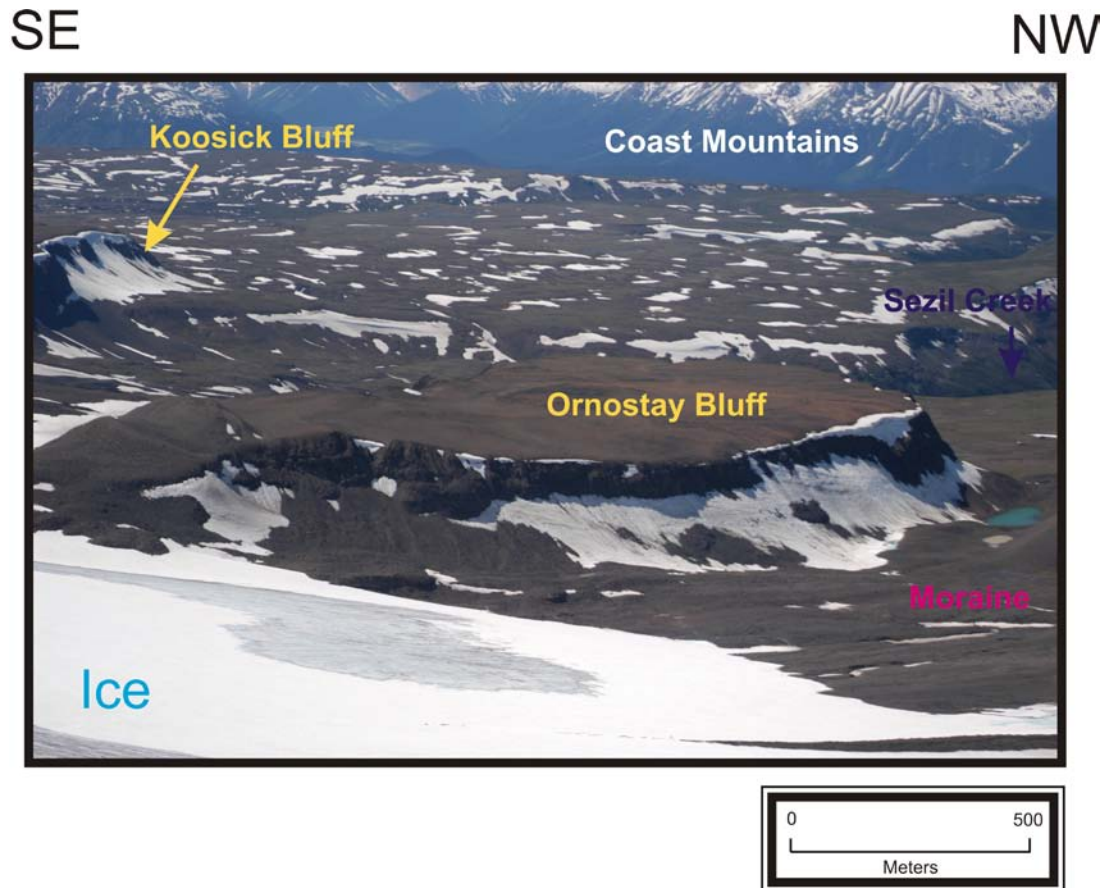 SE
NW
Koosick Bluff
Coast Mountains
Sezil Creek
Ornostay Bluff
Moraine
Ice
0 500
Meters